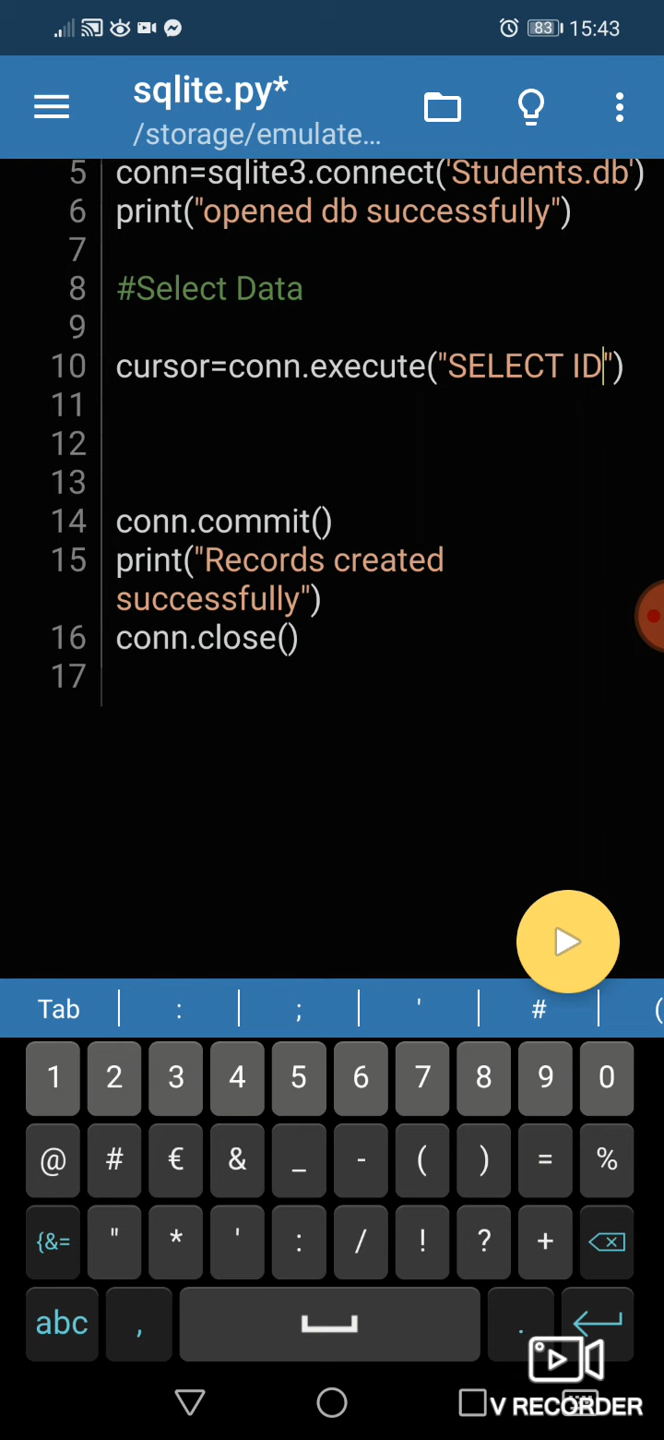 83 15:43
sqlite.py*
/storage/emulate...
5 conn=sqlite3.connect('Students.db')
6 print("opened db successfully")
7
8 #Select Data
9
10 cursor=conn.execute("SELECT ID")
11
12
13
14 conn.commit()
15 print("Records created
successfully")
16 conn.close()
17
Tab : ; ' # (
1 2 3 4 5 6 7 8 9 0
@ # € & _ - ( ) = %
{&= " * ' : / ! ? +
abc , .
V RECORDER